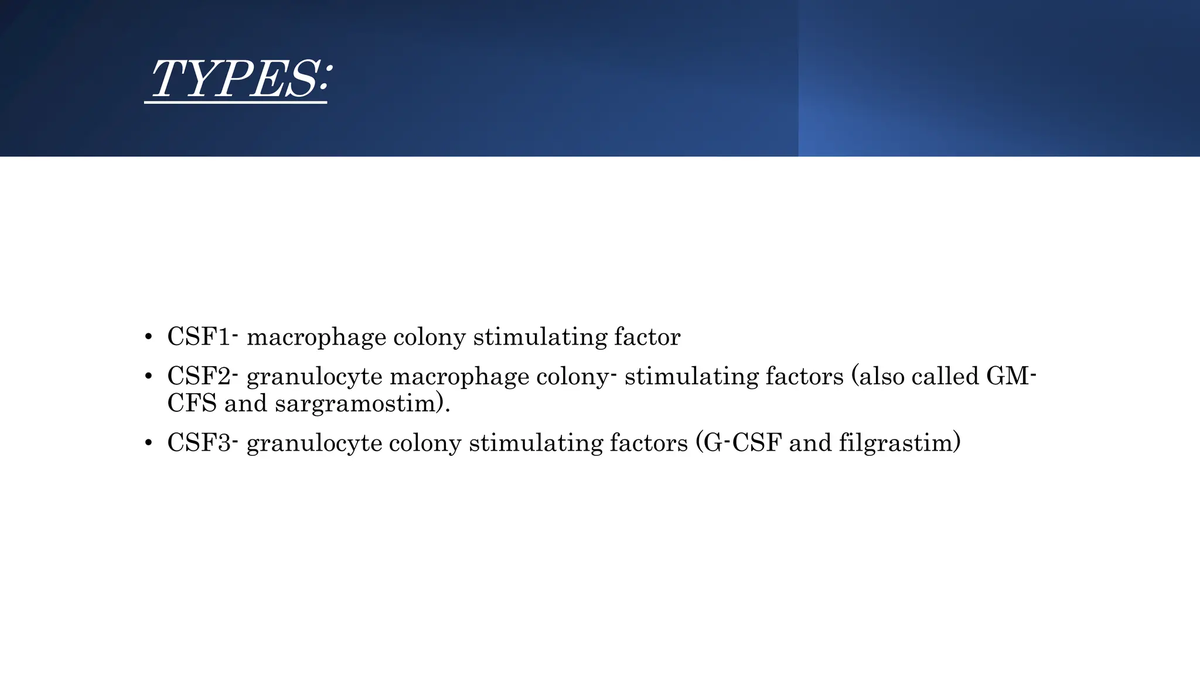 TYPES:
• CSF1- macrophage colony stimulating factor
• CSF2- granulocyte macrophage colony- stimulating factors (also called GM-
CFS and sargramostim).
• CSF3- granulocyte colony stimulating factors (G-CSF and filgrastim)